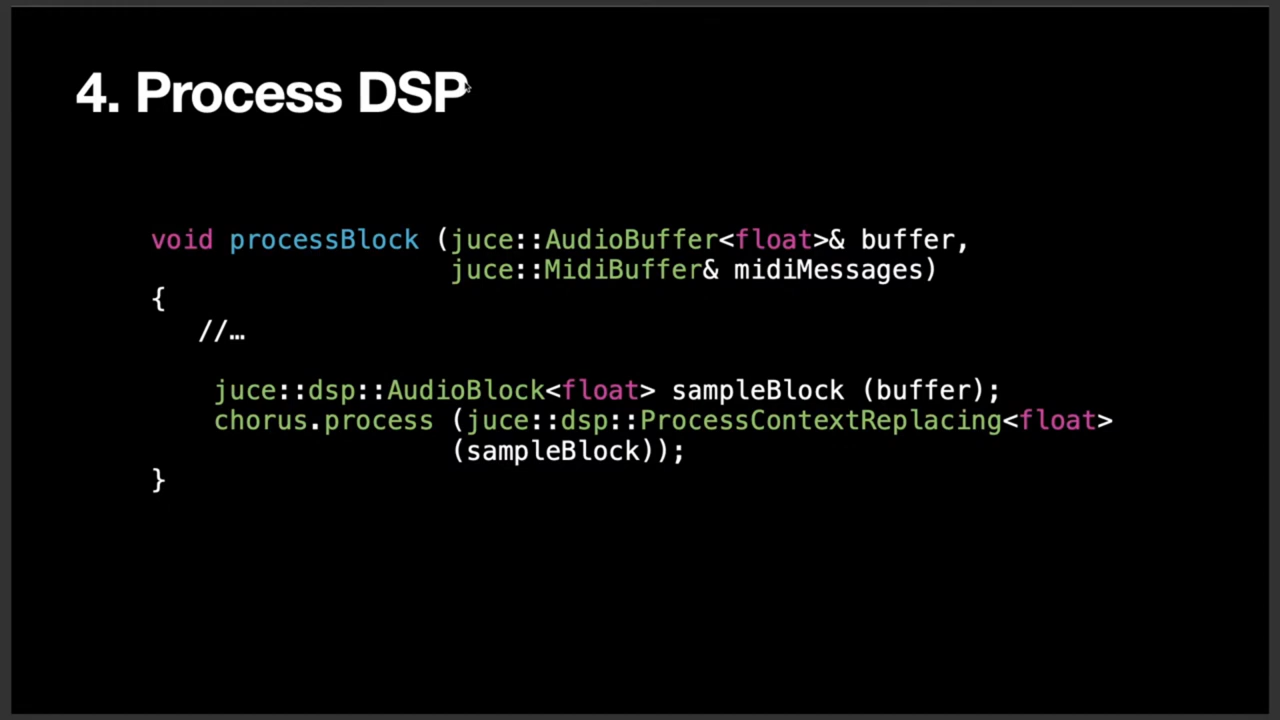 4. Process DSP
void processBlock (juce::AudioBuffer<float>& buffer,
juce::MidiBuffer& midiMessages)
{
//…
juce::dsp::AudioBlock<float> sampleBlock (buffer);
chorus.process (juce::dsp::ProcessContextReplacing<float>
(sampleBlock));
}